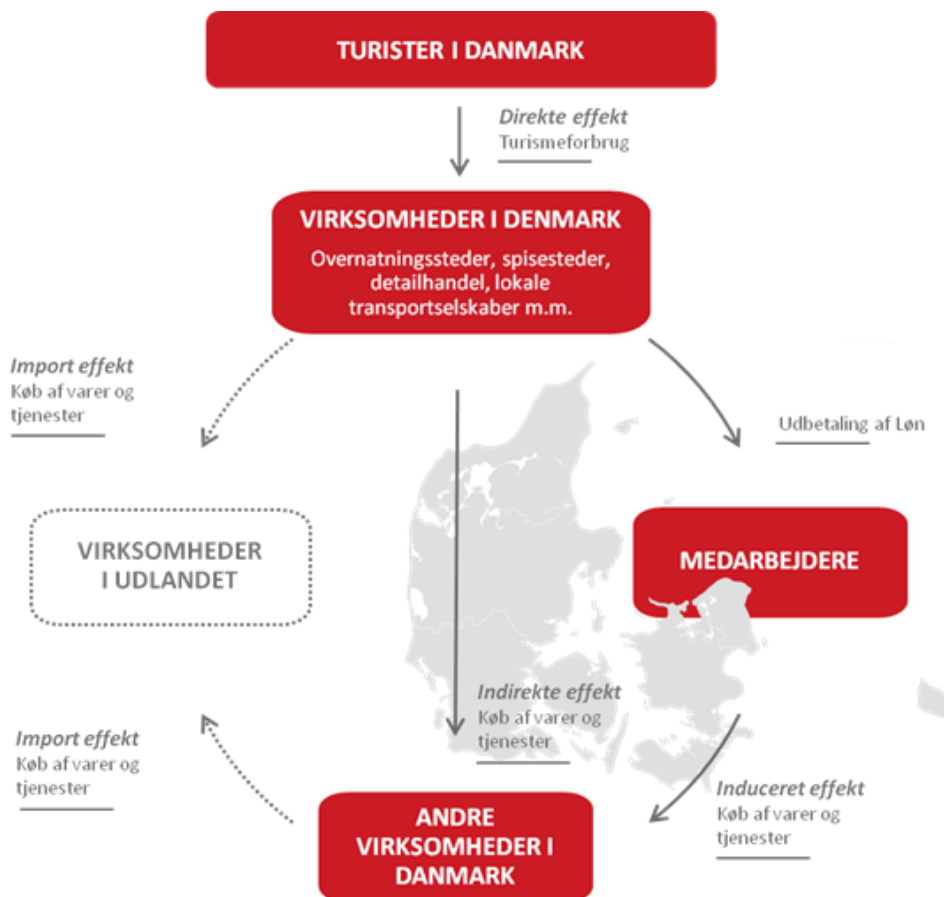 TURISTER I DANMARK
Direkte effekt
Turismeforbrug
VIRKSOMHEDER I DENMARK
Overnatningssteder, spisesteder,
detailhandel, lokale
transportselskaber m.m.
Import effekt
Køb af varer og
tjenester
Udbetaling af Løn
VIRKSOMHEDER
I UDLANDET
MEDARBEJDERE
Indirekte effekt
Køb af varer og
tjenester
Import effekt
Køb af varer og
tjenester
Induceret effekt
Køb af varer og
tjenester
ANDRE
VIRKSOMHEDER I
DANMARK